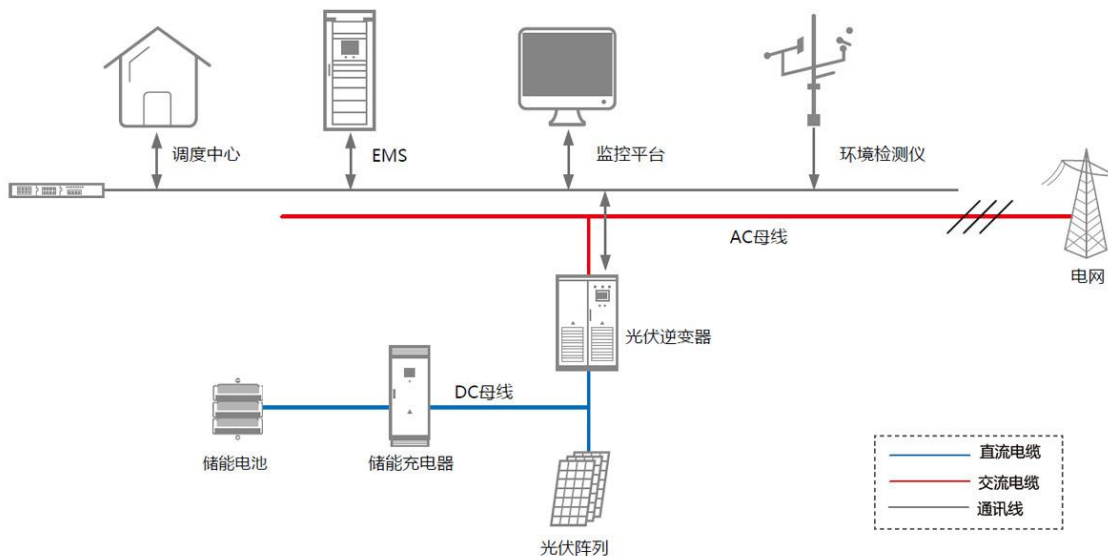 调度中心
EMS
监控平台
环境检测仪
AC母线
电网
光伏逆变器
DC母线
储能电池
储能充电器
光伏阵列
直流电缆
交流电缆
通讯线